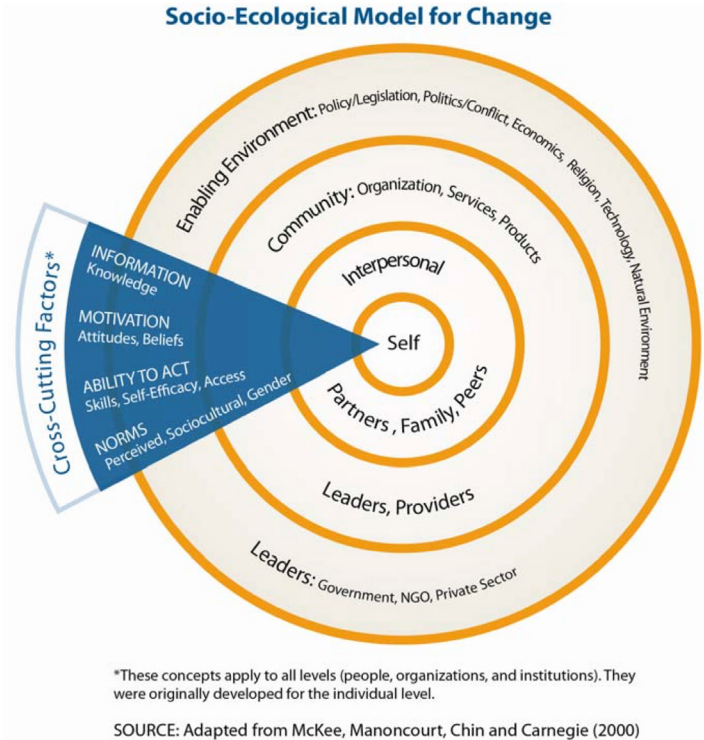 Socio-Ecological Model for Change
Enabling Environment: Policy/Legislation, Politics/Conflict, Economics, Religion, Technology, Natural Environment
Community: Organization, Services, Products
Interpersonal
Self
Partners, Family, Peers
Leaders, Providers
Leaders: Government, NGO, Private Sector
Cross-Cutting Factors*
INFORMATION
Knowledge
MOTIVATION
Attitudes, Beliefs
ABILITY TO ACT
Skills, Self-Efficacy, Access
NORMS
Perceived, Sociocultural, Gender
*These concepts apply to all levels (people, organizations, and institutions). They
were originally developed for the individual level.
SOURCE: Adapted from McKee, Manoncourt, Chin and Carnegie (2000)